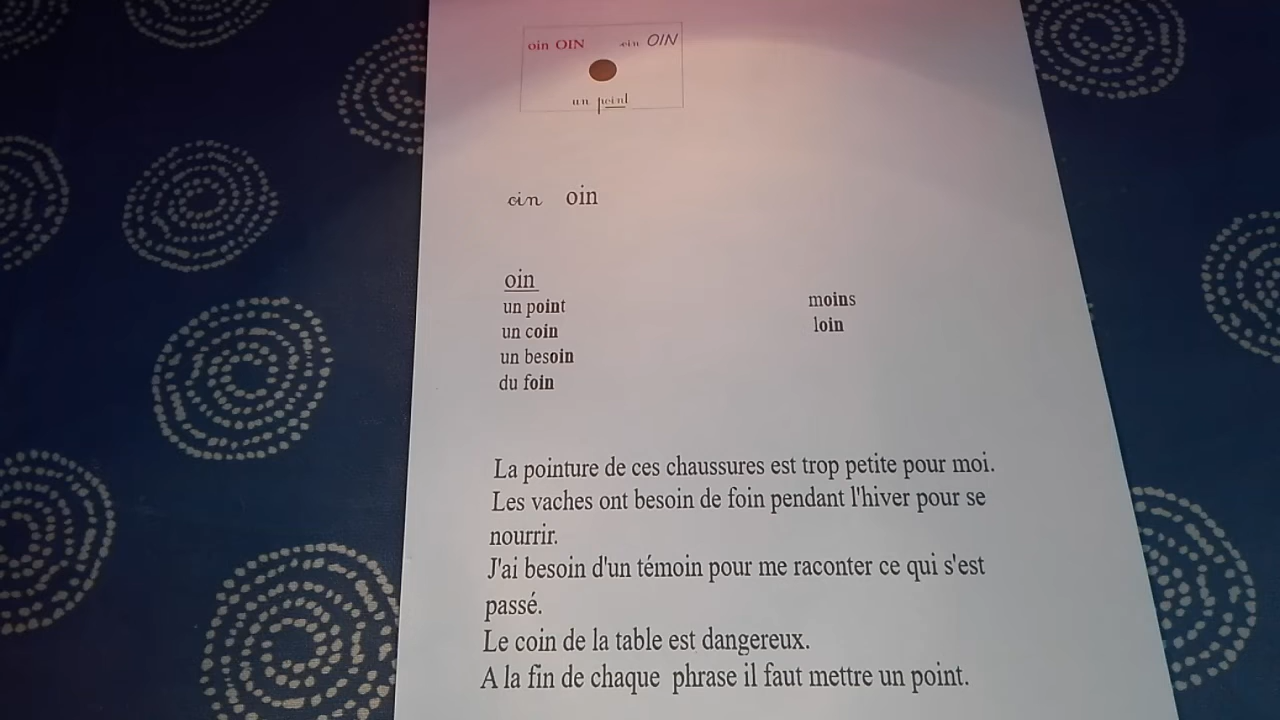 oin OIN oin OIN
un point
oin oin
oin
un point
un coin
un besoin
du foin
moins
loin
La pointure de ces chaussures est trop petite pour moi.
Les vaches ont besoin de foin pendant l'hiver pour se
nourrir.
J'ai besoin d'un témoin pour me raconter ce qui s'est
passé.
Le coin de la table est dangereux.
A la fin de chaque phrase il faut mettre un point.